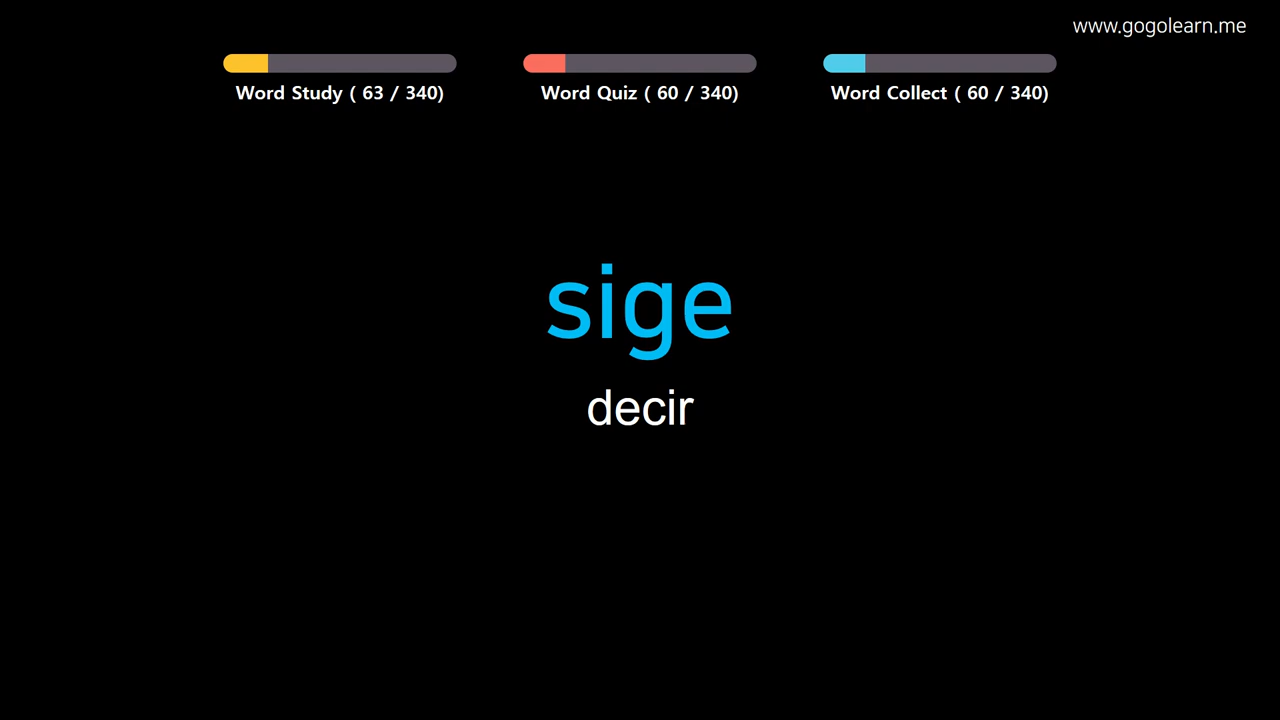 www.gogolearn.me
Word Study ( 63 / 340)
Word Quiz ( 60 / 340)
Word Collect ( 60 / 340)
sige
decir